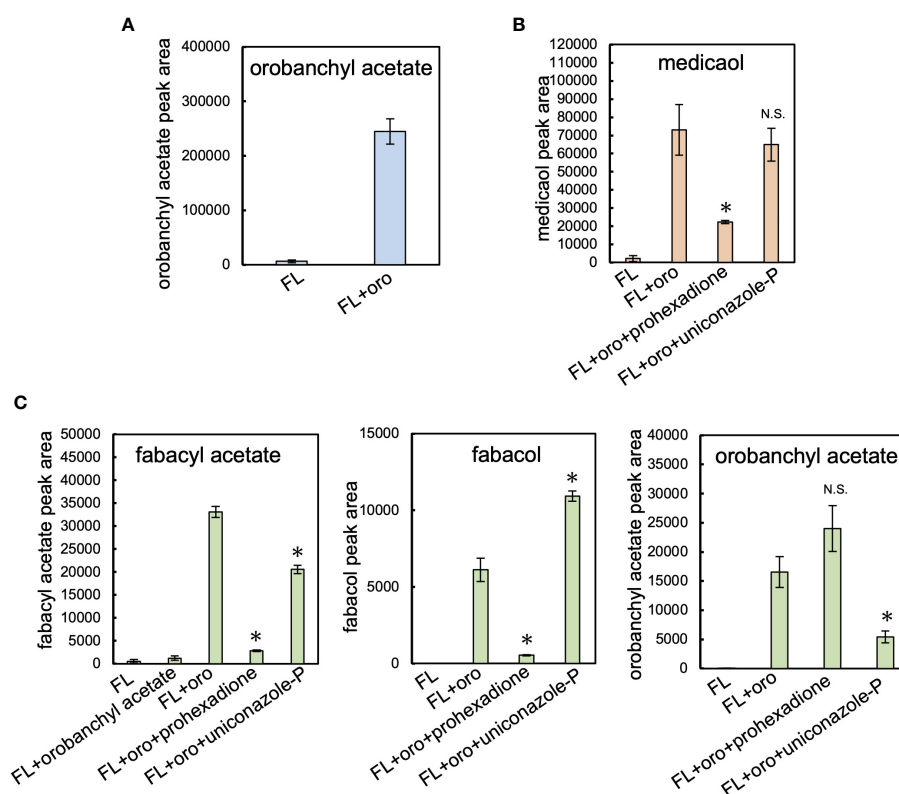 A
orobanchyl acetate peak area
400000
300000
200000
100000
0
orobanchyl acetate
FL
FL+oro
B
medicaol peak area
120000
110000
100000
90000
80000
70000
60000
50000
40000
30000
20000
10000
0
medicaol
*
N.S.
FL
FL+oro
FL+oro+prohexadione
FL+oro+uniconazole-P
C
fabacyl acetate peak area
50000
45000
40000
35000
30000
25000
20000
15000
10000
5000
0
fabacyl acetate
*
*
FL
FL+orobanchyl acetate
FL+oro
FL+oro+prohexadione
FL+oro+uniconazole-P
fabacol peak area
15000
10000
5000
0
fabacol
*
*
FL
FL+oro
FL+oro+prohexadione
FL+oro+uniconazole-P
orobanchyl acetate peak area
40000
35000
30000
25000
20000
15000
10000
5000
0
orobanchyl acetate
N.S.
*
FL
FL+oro
FL+oro+prohexadione
FL+oro+uniconazole-P